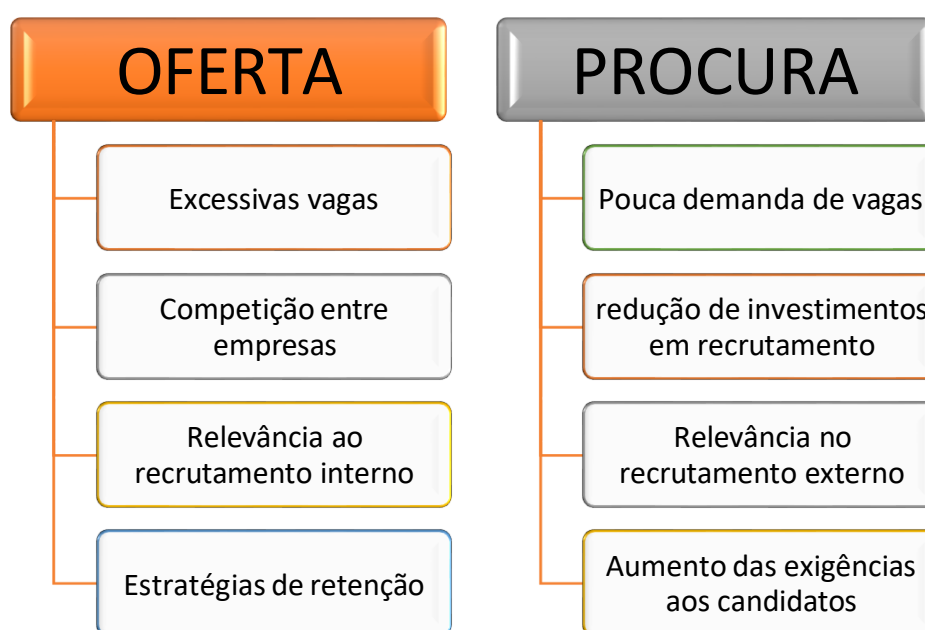 OFERTA
Excessivas vagas
Competição entre
empresas
Relevância ao
recrutamento interno
Estratégias de retenção
PROCURA
Pouca demanda de vagas
redução de investimentos
em recrutamento
Relevância no
recrutamento externo
Aumento das exigências
aos candidatos